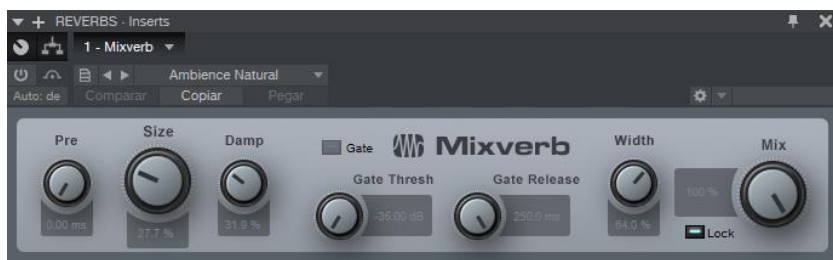 REVERBS - Inserts
1 - Mixverb
Ambience Natural
Auto: de Comparar Copiar Pegar
Pre Size Damp Gate Mixverb Width Mix
Gate Thresh Gate Release
0.00 ms 27.7 % 31.9 % -36.00 dB 250.0 ms 64.0 % 100 %
Lock